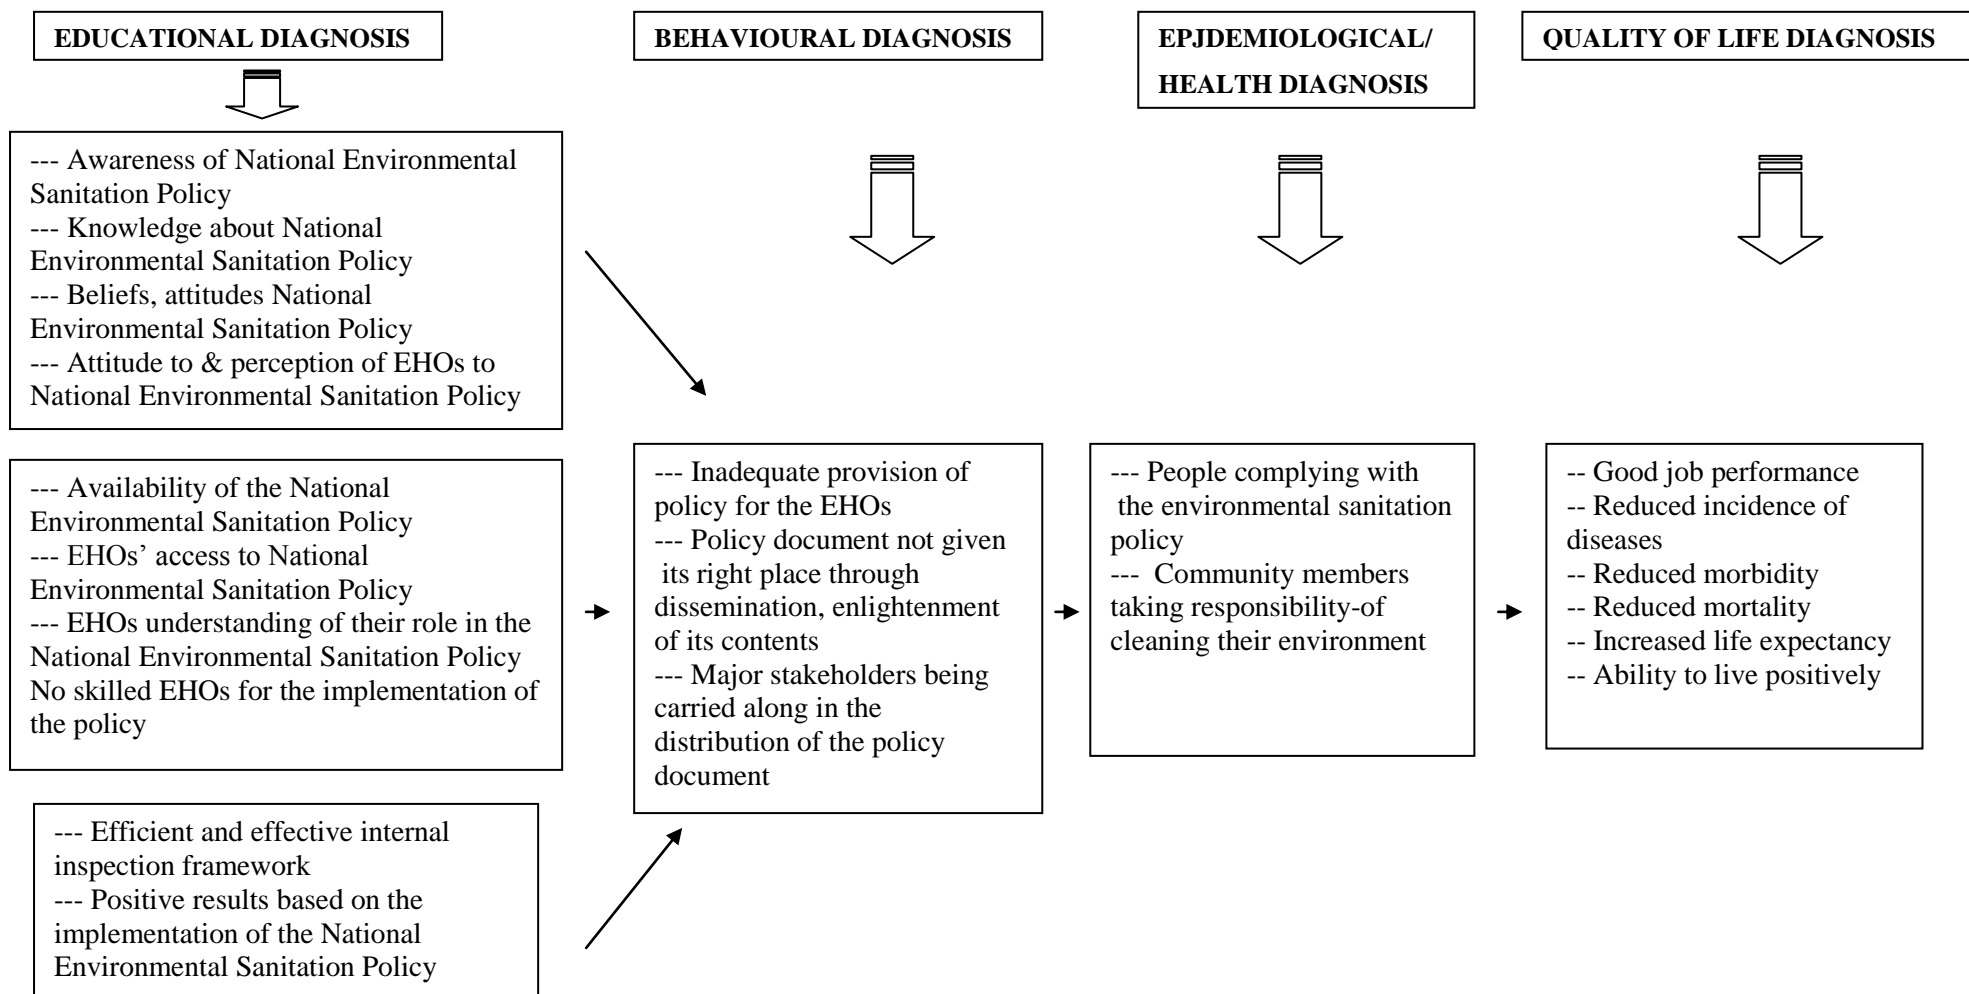 EDUCATIONAL DIAGNOSIS
BEHAVIOURAL DIAGNOSIS
EPJDEMIOLOGICAL/
HEALTH DIAGNOSIS
QUALITY OF LIFE DIAGNOSIS
--- Awareness of National Environmental
Sanitation Policy
--- Knowledge about National
Environmental Sanitation Policy
--- Beliefs, attitudes National
Environmental Sanitation Policy
--- Attitude to & perception of EHOs to
National Environmental Sanitation Policy
--- Availability of the National
Environmental Sanitation Policy
--- EHOs’ access to National
Environmental Sanitation Policy
--- EHOs understanding of their role in the
National Environmental Sanitation Policy
No skilled EHOs for the implementation of
the policy
--- Efficient and effective internal
inspection framework
--- Positive results based on the
implementation of the National
Environmental Sanitation Policy
--- Inadequate provision of
policy for the EHOs
--- Policy document not given
its right place through
dissemination, enlightenment
of its contents
--- Major stakeholders being
carried along in the
distribution of the policy
document
--- People complying with
the environmental sanitation
policy
--- Community members
taking responsibility-of
cleaning their environment
-- Good job performance
-- Reduced incidence of
diseases
-- Reduced morbidity
-- Reduced mortality
-- Increased life expectancy
-- Ability to live positively